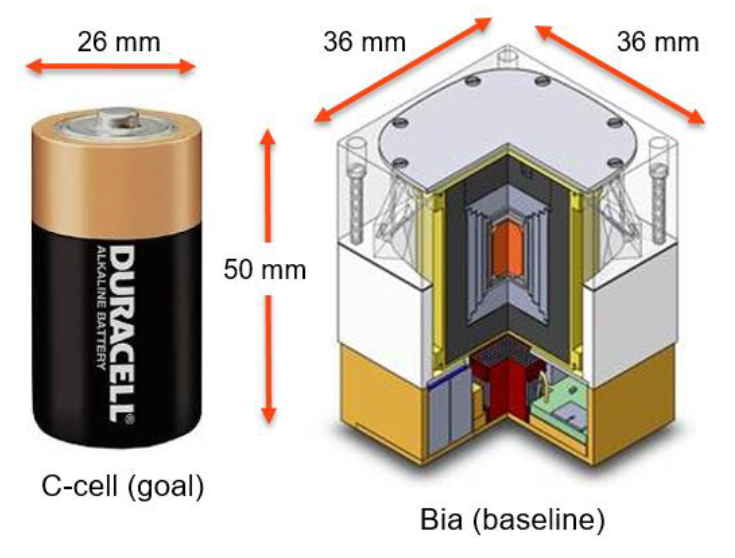 26 mm
36 mm
36 mm
DURACELL®
ALKALINE BATTERY
50 mm
C-cell (goal)
Bia (baseline)